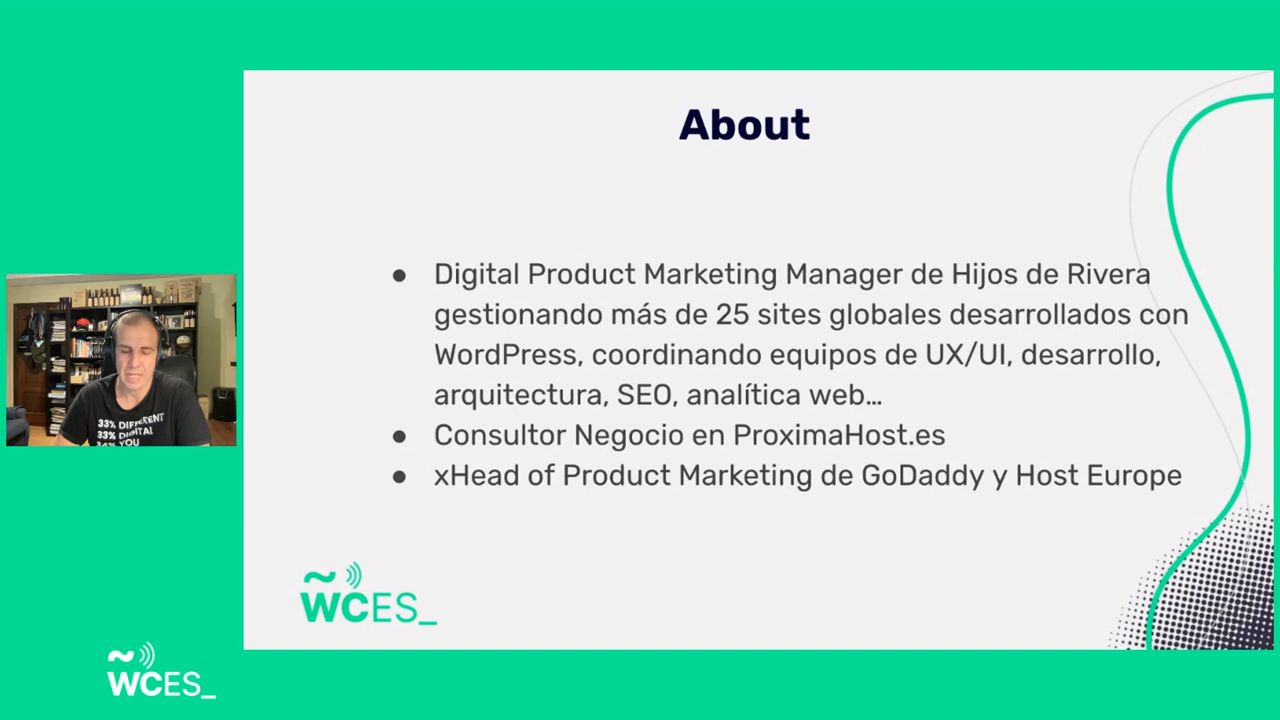 About
● Digital Product Marketing Manager de Hijos de Rivera
gestionando más de 25 sites globales desarrollados con
WordPress, coordinando equipos de UX/UI, desarrollo,
arquitectura, SEO, analítica web…
● Consultor Negocio en ProximaHost.es
● xHead of Product Marketing de GoDaddy y Host Europe
33% DIFFERENT
33% DIGITAL
34% YOU
~
WCES_
~
WCES_